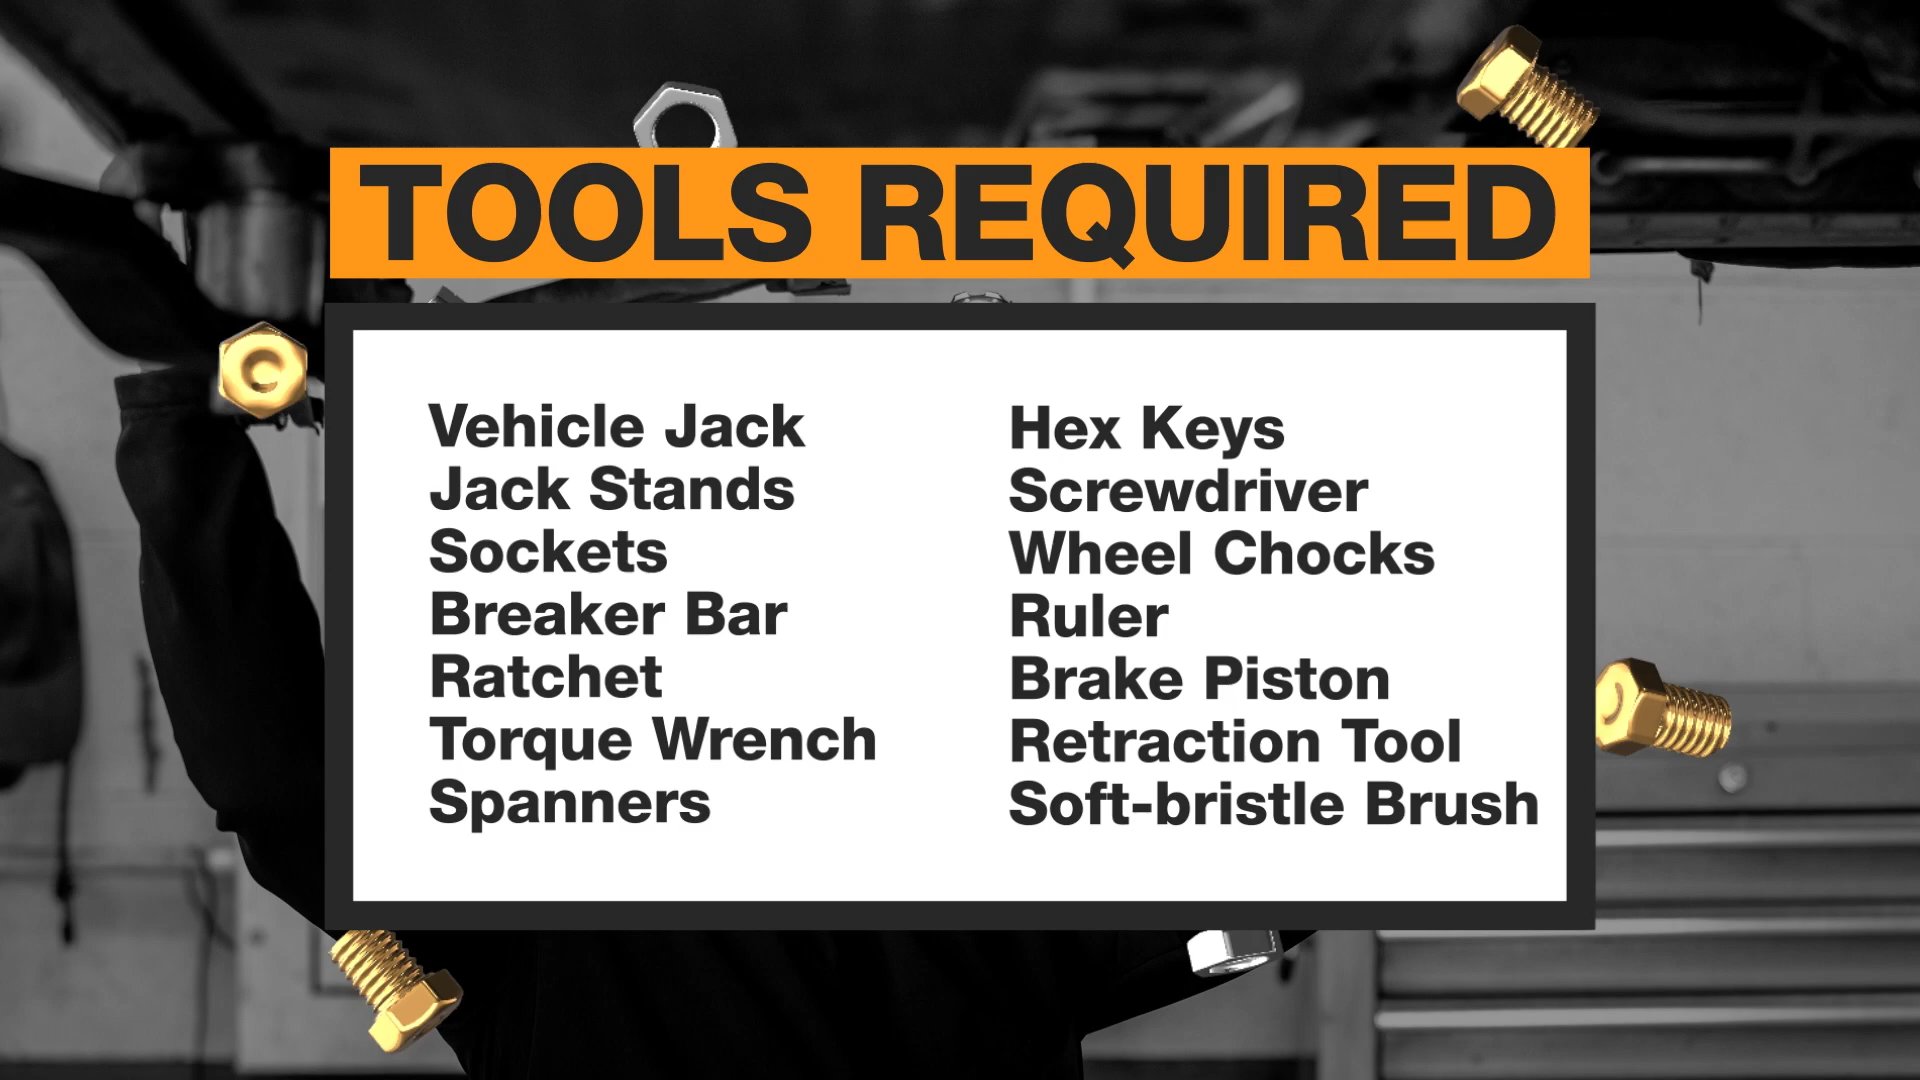 TOOLS REQUIRED
Vehicle Jack
Jack Stands
Sockets
Breaker Bar
Ratchet
Torque Wrench
Spanners
Hex Keys
Screwdriver
Wheel Chocks
Ruler
Brake Piston
Retraction Tool
Soft-bristle Brush